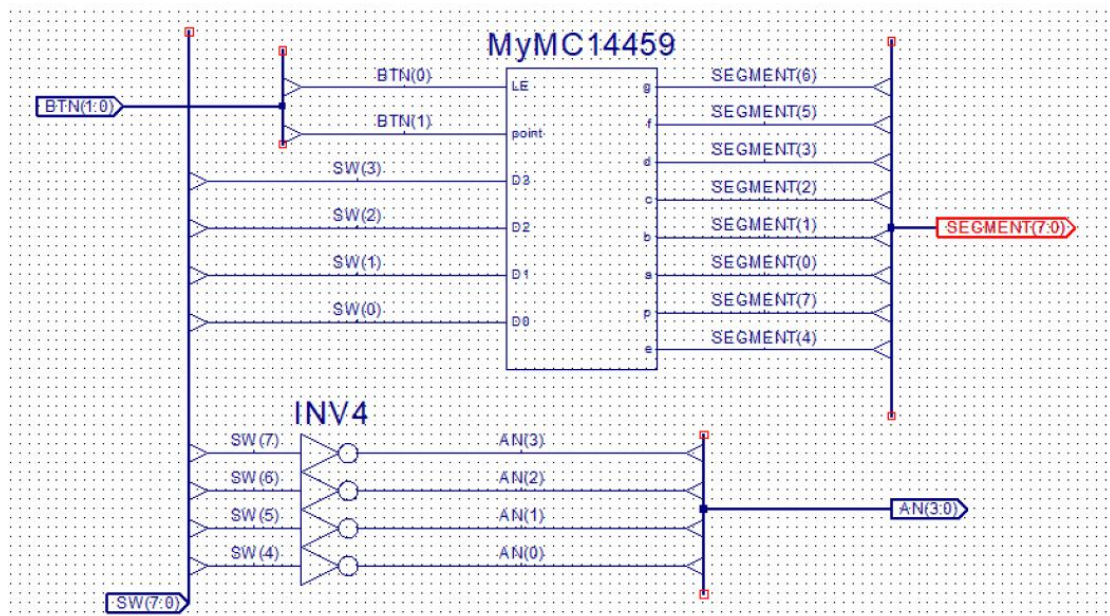 MyMC14459
BTN(1:0)
BTN(0)
LE
g
SEGMENT(6)
BTN(1)
point
f
SEGMENT(5)
SW(3)
D3
d
SEGMENT(3)
SW(2)
D2
c
SEGMENT(2)
b
SEGMENT(1)
SEGMENT(7:0)
SW(1)
D1
a
SEGMENT(0)
SW(0)
D0
p
SEGMENT(7)
e
SEGMENT(4)
INV4
SW(7)
AN(3)
SW(6)
AN(2)
SW(5)
AN(1)
AN(3:0)
SW(4)
AN(0)
SW(7:0)